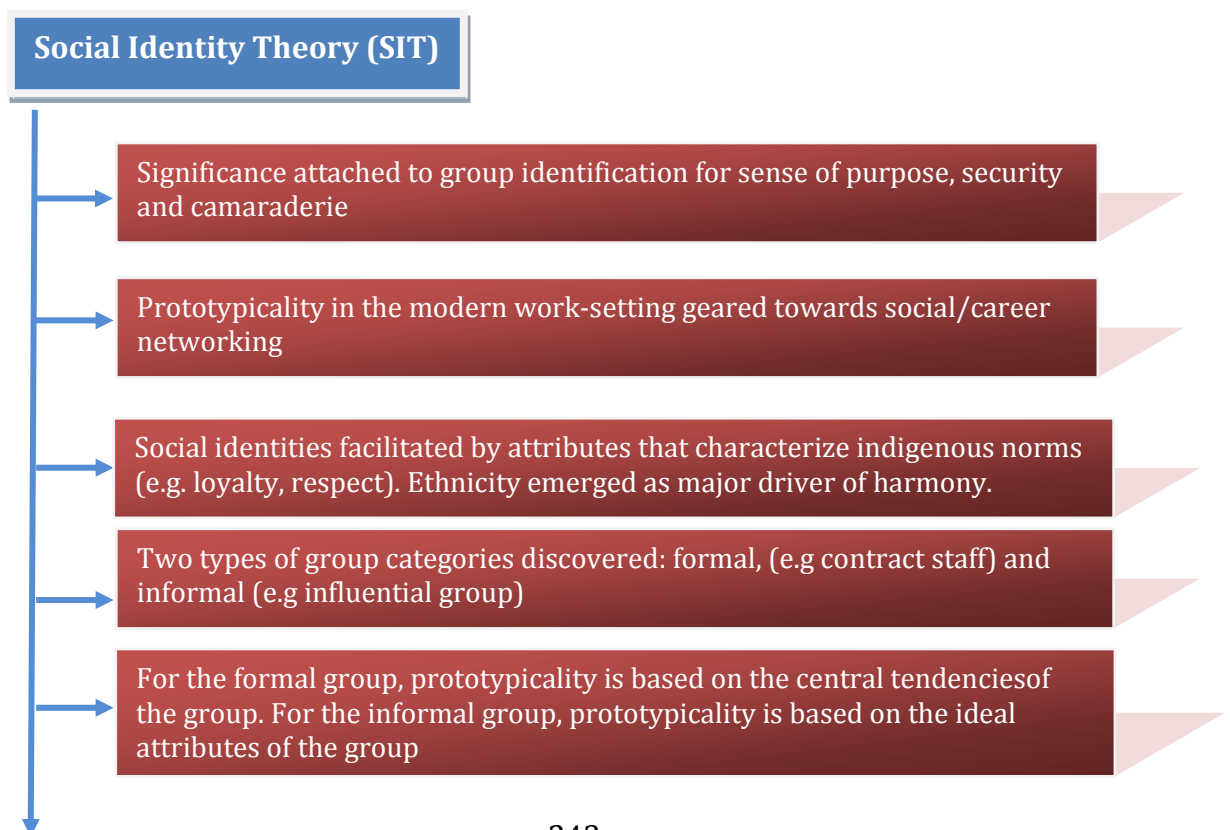 Social Identity Theory (SIT)
Significance attached to group identification for sense of purpose, security
and camaraderie
Prototypicality in the modern work-setting geared towards social/career
networking
Social identities facilitated by attributes that characterize indigenous norms
(e.g. loyalty, respect). Ethnicity emerged as major driver of harmony.
Two types of group categories discovered: formal, (e.g contract staff) and
informal (e.g influential group)
For the formal group, prototypicality is based on the central tendenciesof
the group. For the informal group, prototypicality is based on the ideal
attributes of the group